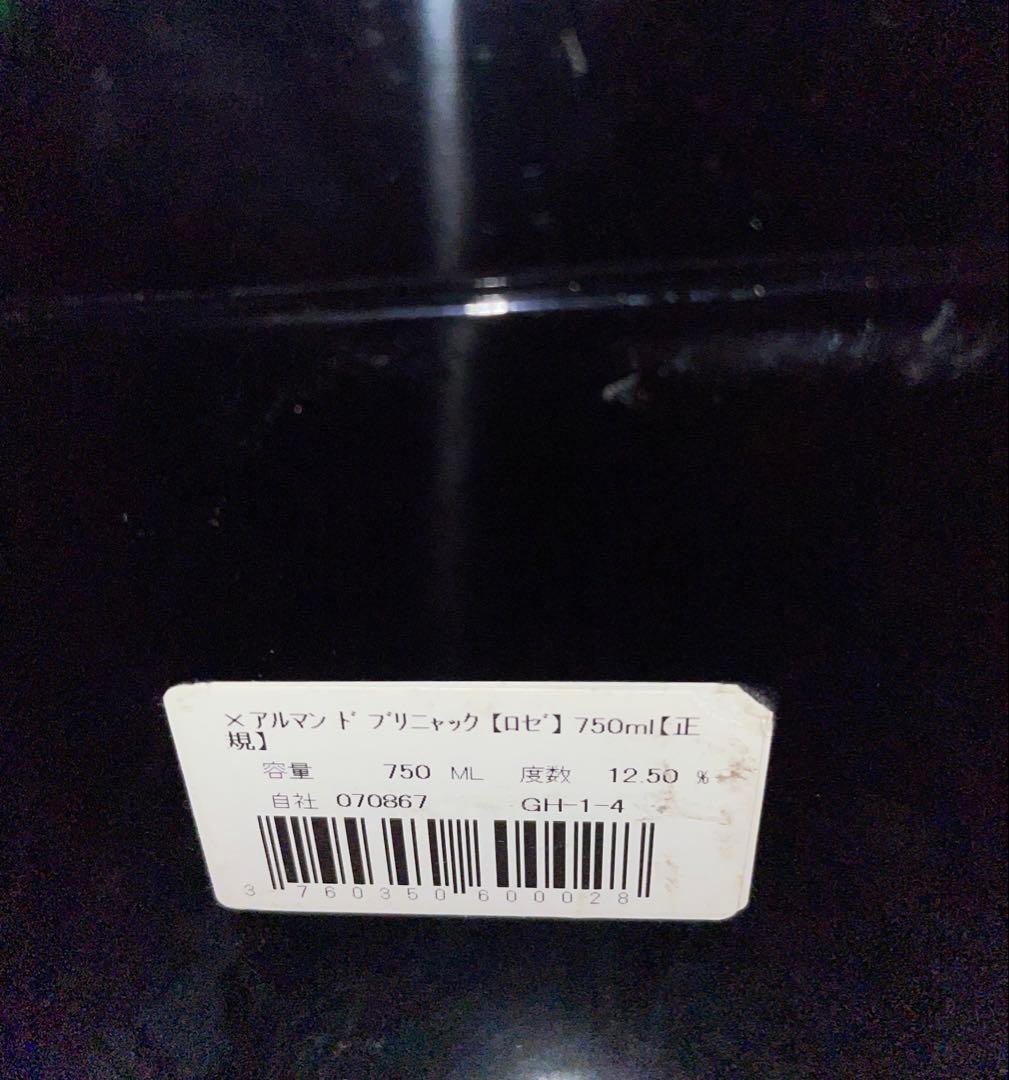 ×アルマン ド ブリニャック【ロゼ】750ml【正
規】
容量 750 ML 度数 12.50 %
自社 070867 GH-1-4
3 760350 600028